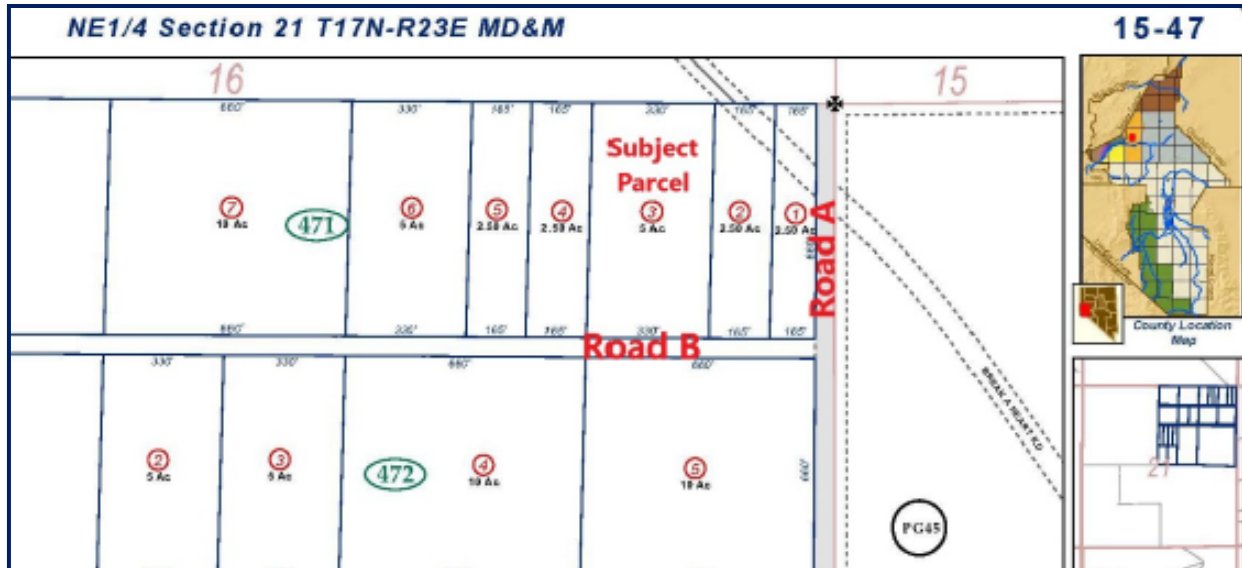 NE1/4 Section 21 T17N-R23E MD&M
15-47
16
15
660'
330'
165'
165'
330'
165'
165'
Subject
Parcel
7
10 Ac
471
6
5 Ac
5
2.50 Ac
4
2.50 Ac
3
5 Ac
2
2.50 Ac
1
2.50 Ac
660'
Road A
660'
330'
165'
165'
330'
165'
165'
Road B
330'
330'
660'
660'
BREAK A HEART RD
2
5 Ac
3
5 Ac
472
4
10 Ac
5
10 Ac
660'
PG45
County Location
Map
21